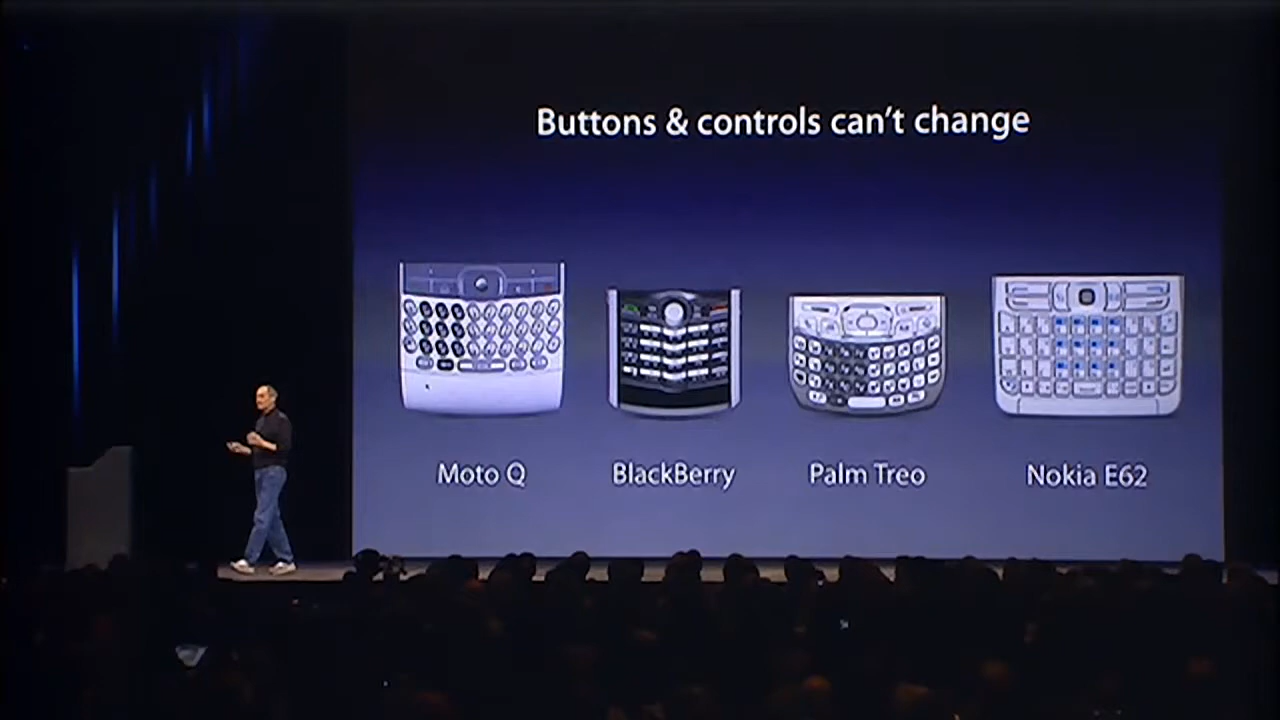 Buttons & controls can't change
Moto Q
BlackBerry
Palm Treo
Nokia E62